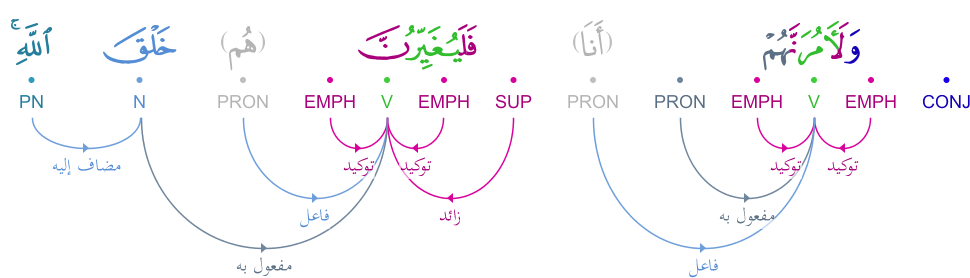 وَلَـَٔامُرَنَّهُمْ (أَنَا) فَلَيُغَيِّرُنَّ (هُم) خَلْقَ ٱللَّهِ ۚ
PN N PRON EMPH V EMPH SUP PRON PRON EMPH V EMPH CONJ
توكيد توكيد توكيد توكيد مضاف إليه
مفعول به زائد فاعل
فاعل مفعول به